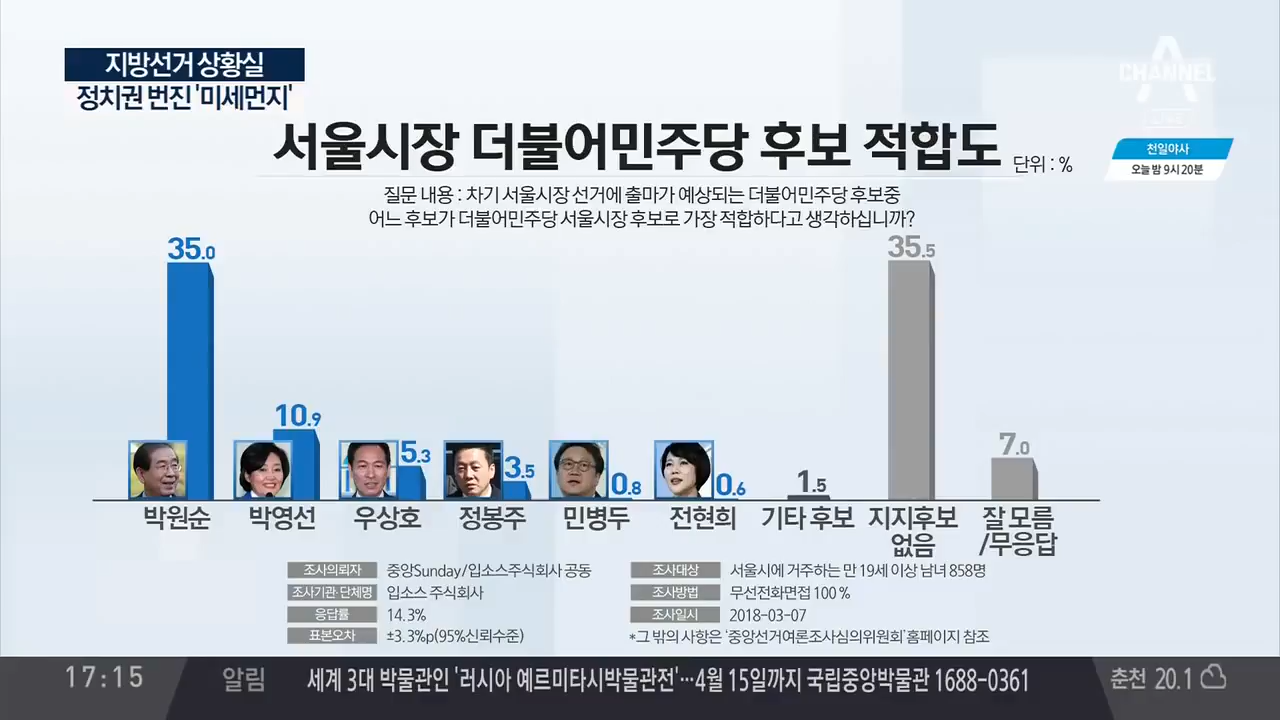 지방선거 상황실
정치권 번진 '미세먼지'
CHANNEL
천일야사
오늘 밤 9시 20분
서울시장 더불어민주당 후보 적합도
단위 : %
질문 내용 : 차기 서울시장 선거에 출마가 예상되는 더불어민주당 후보중
어느 후보가 더불어민주당 서울시장 후보로 가장 적합하다고 생각하십니까?
35.0
10.9
5.3
3.5
0.8
0.6
1.5
35.5
7.0
박원순
박영선
우상호
정봉주
민병두
전현희
기타 후보
지지후보
없음
잘 모름
/무응답
조사의뢰자 중앙Sunday/입소스주식회사 공동
조사기관·단체명 입소스 주식회사
응답률 14.3%
표본오차 ±3.3%p(95%신뢰수준)
조사대상 서울시에 거주하는 만 19세 이상 남녀 858명
조사방법 무선전화면접 100 %
조사일시 2018-03-07
*그 밖의 사항은 '중앙선거여론조사심의위원회'홈페이지 참조
17:15
알림
세계 3대 박물관인 '러시아 예르미타시박물관전'…4월 15일까지 국립중앙박물관 1688-0361
춘천 20.1